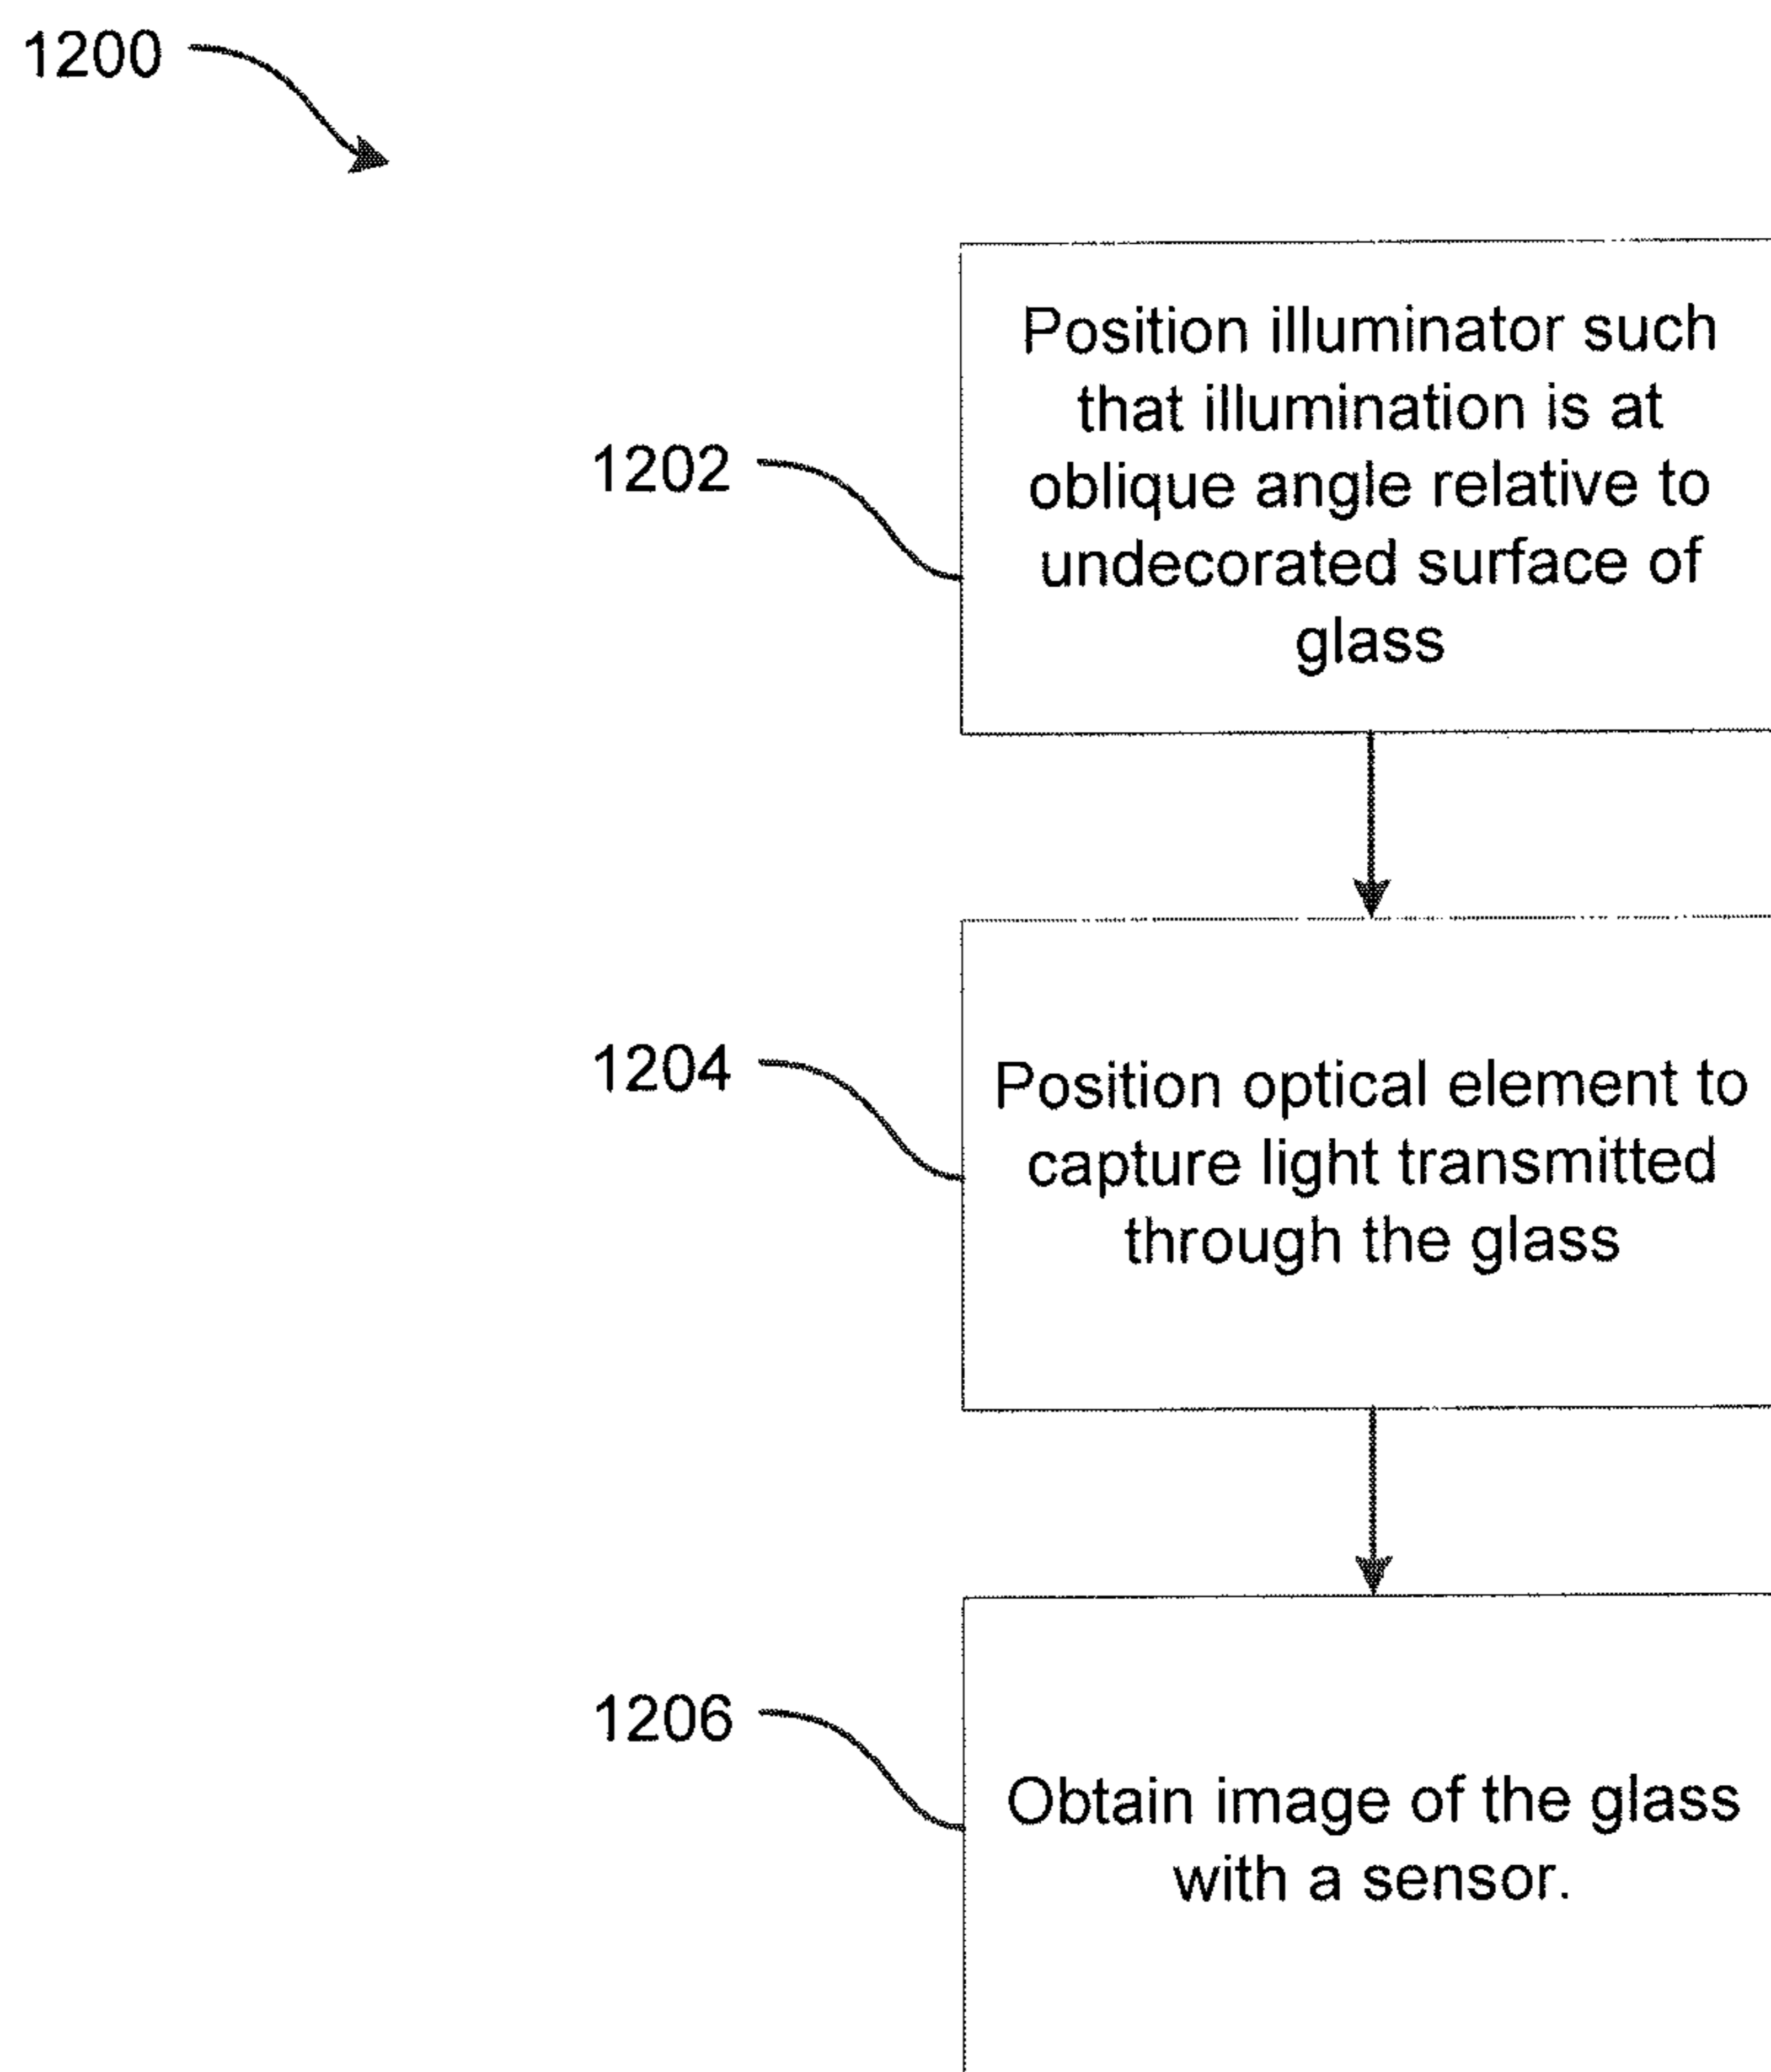 1200
1202
Position illuminator such
that illumination is at
oblique angle relative to
undecorated surface of
glass
1204
Position optical element to
capture light transmitted
through the glass
1206
Obtain image of the glass
with a sensor.